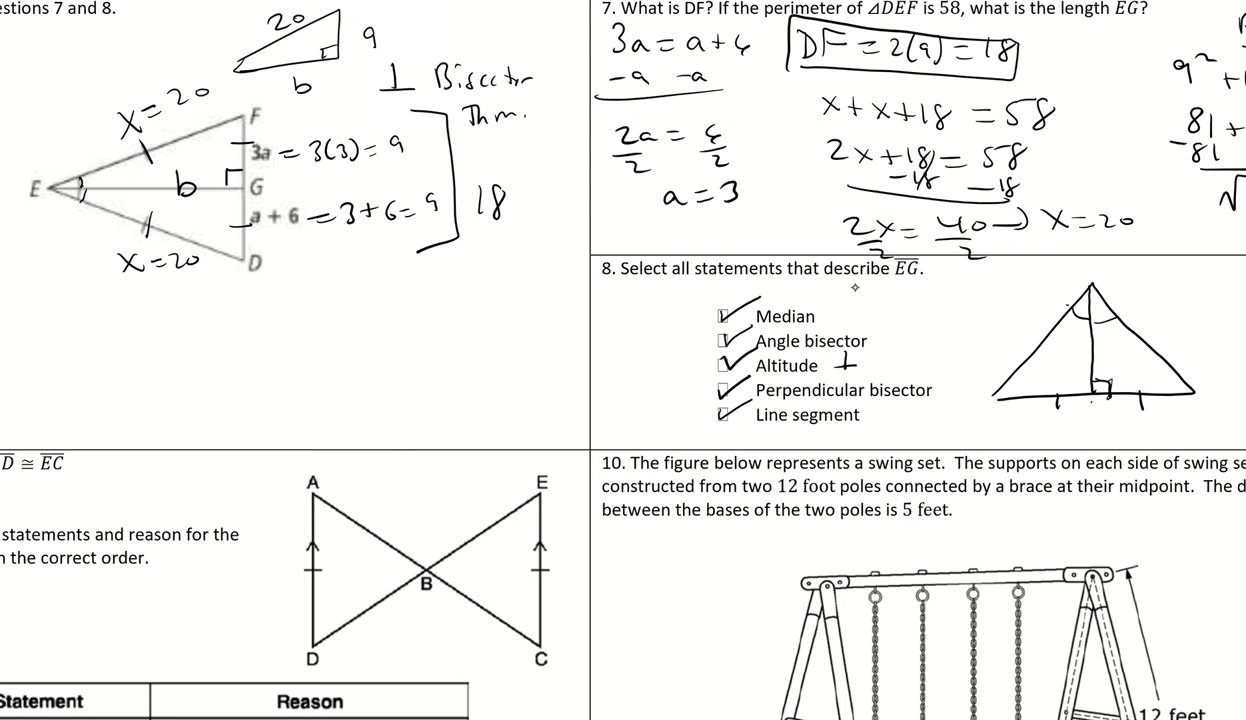 estions 7 and 8.
20
9
b
⊥ Bisector
Thm.
x=20
F
3a = 3(3) = 9
E
b
G
18
a + 6 = 3+6 = 9
x=20
D
7. What is DF? If the perimeter of ⊿DEF is 58, what is the length EG?
3a = a+6
-a -a
2a = 6
2 2
a = 3
DF = 2(9) = 18
x + x + 18 = 58
2x + 18 = 58
-18 -18
2x = 40 → x = 20
2 2
9² +
81 +
-81
√
8. Select all statements that describe EG.
Median
Angle bisector
Altitude ⊥
Perpendicular bisector
Line segment
D ≅ EC
statements and reason for the
n the correct order.
A
E
B
D
C
Statement
Reason
10. The figure below represents a swing set. The supports on each side of swing se
constructed from two 12 foot poles connected by a brace at their midpoint. The d
between the bases of the two poles is 5 feet.
12 feet